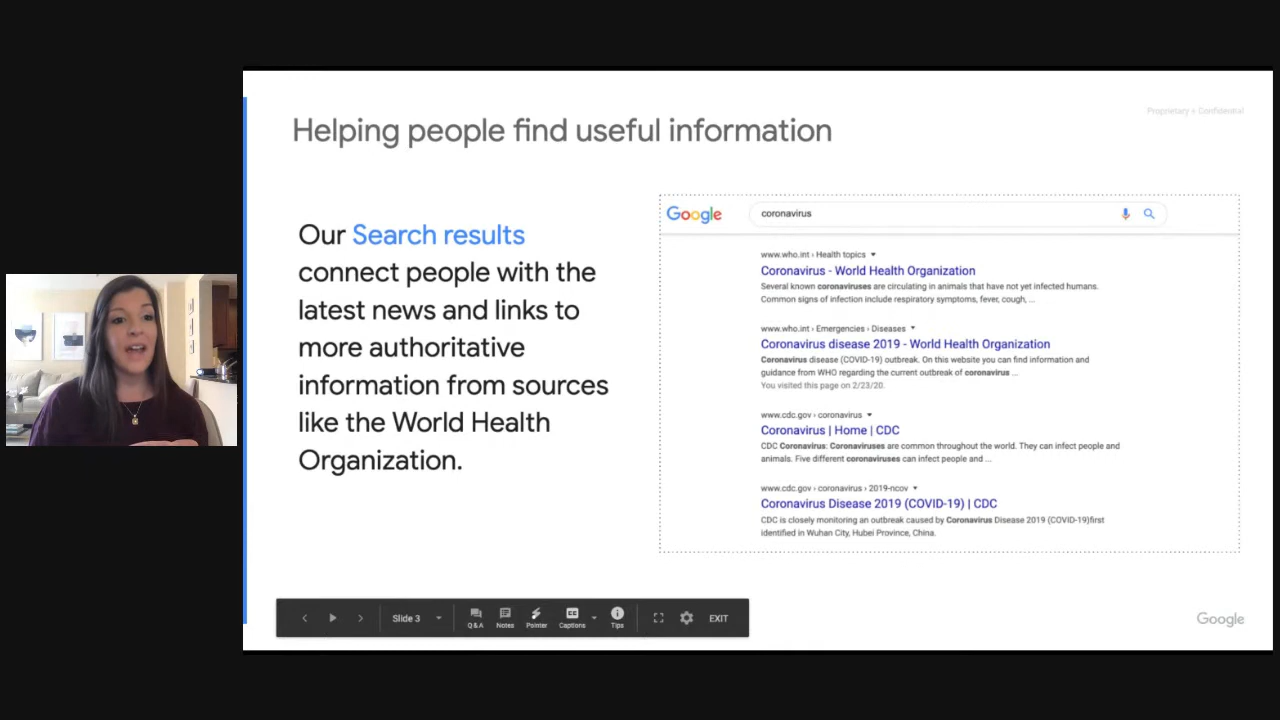 Proprietary + Confidential
Helping people find useful information
Our Search results
connect people with the
latest news and links to
more authoritative
information from sources
like the World Health
Organization.
Google
coronavirus
www.who.int › Health topics
Coronavirus - World Health Organization
Several known coronaviruses are circulating in animals that have not yet infected humans.
Common signs of infection include respiratory symptoms, fever, cough, ...
www.who.int › Emergencies › Diseases
Coronavirus disease 2019 - World Health Organization
Coronavirus disease (COVID-19) outbreak. On this website you can find information and
guidance from WHO regarding the current outbreak of coronavirus ...
You visited this page on 2/23/20.
www.cdc.gov › coronavirus
Coronavirus | Home | CDC
CDC Coronavirus: Coronaviruses are common throughout the world. They can infect people and
animals. Five different coronaviruses can infect people and ...
www.cdc.gov › coronavirus › 2019-ncov
Coronavirus Disease 2019 (COVID-19) | CDC
CDC is closely monitoring an outbreak caused by Coronavirus Disease 2019 (COVID-19)first
identified in Wuhan City, Hubei Province, China.
Slide 3
Q&A
Notes
Pointer
CC
Captions
Tips
EXIT
Google